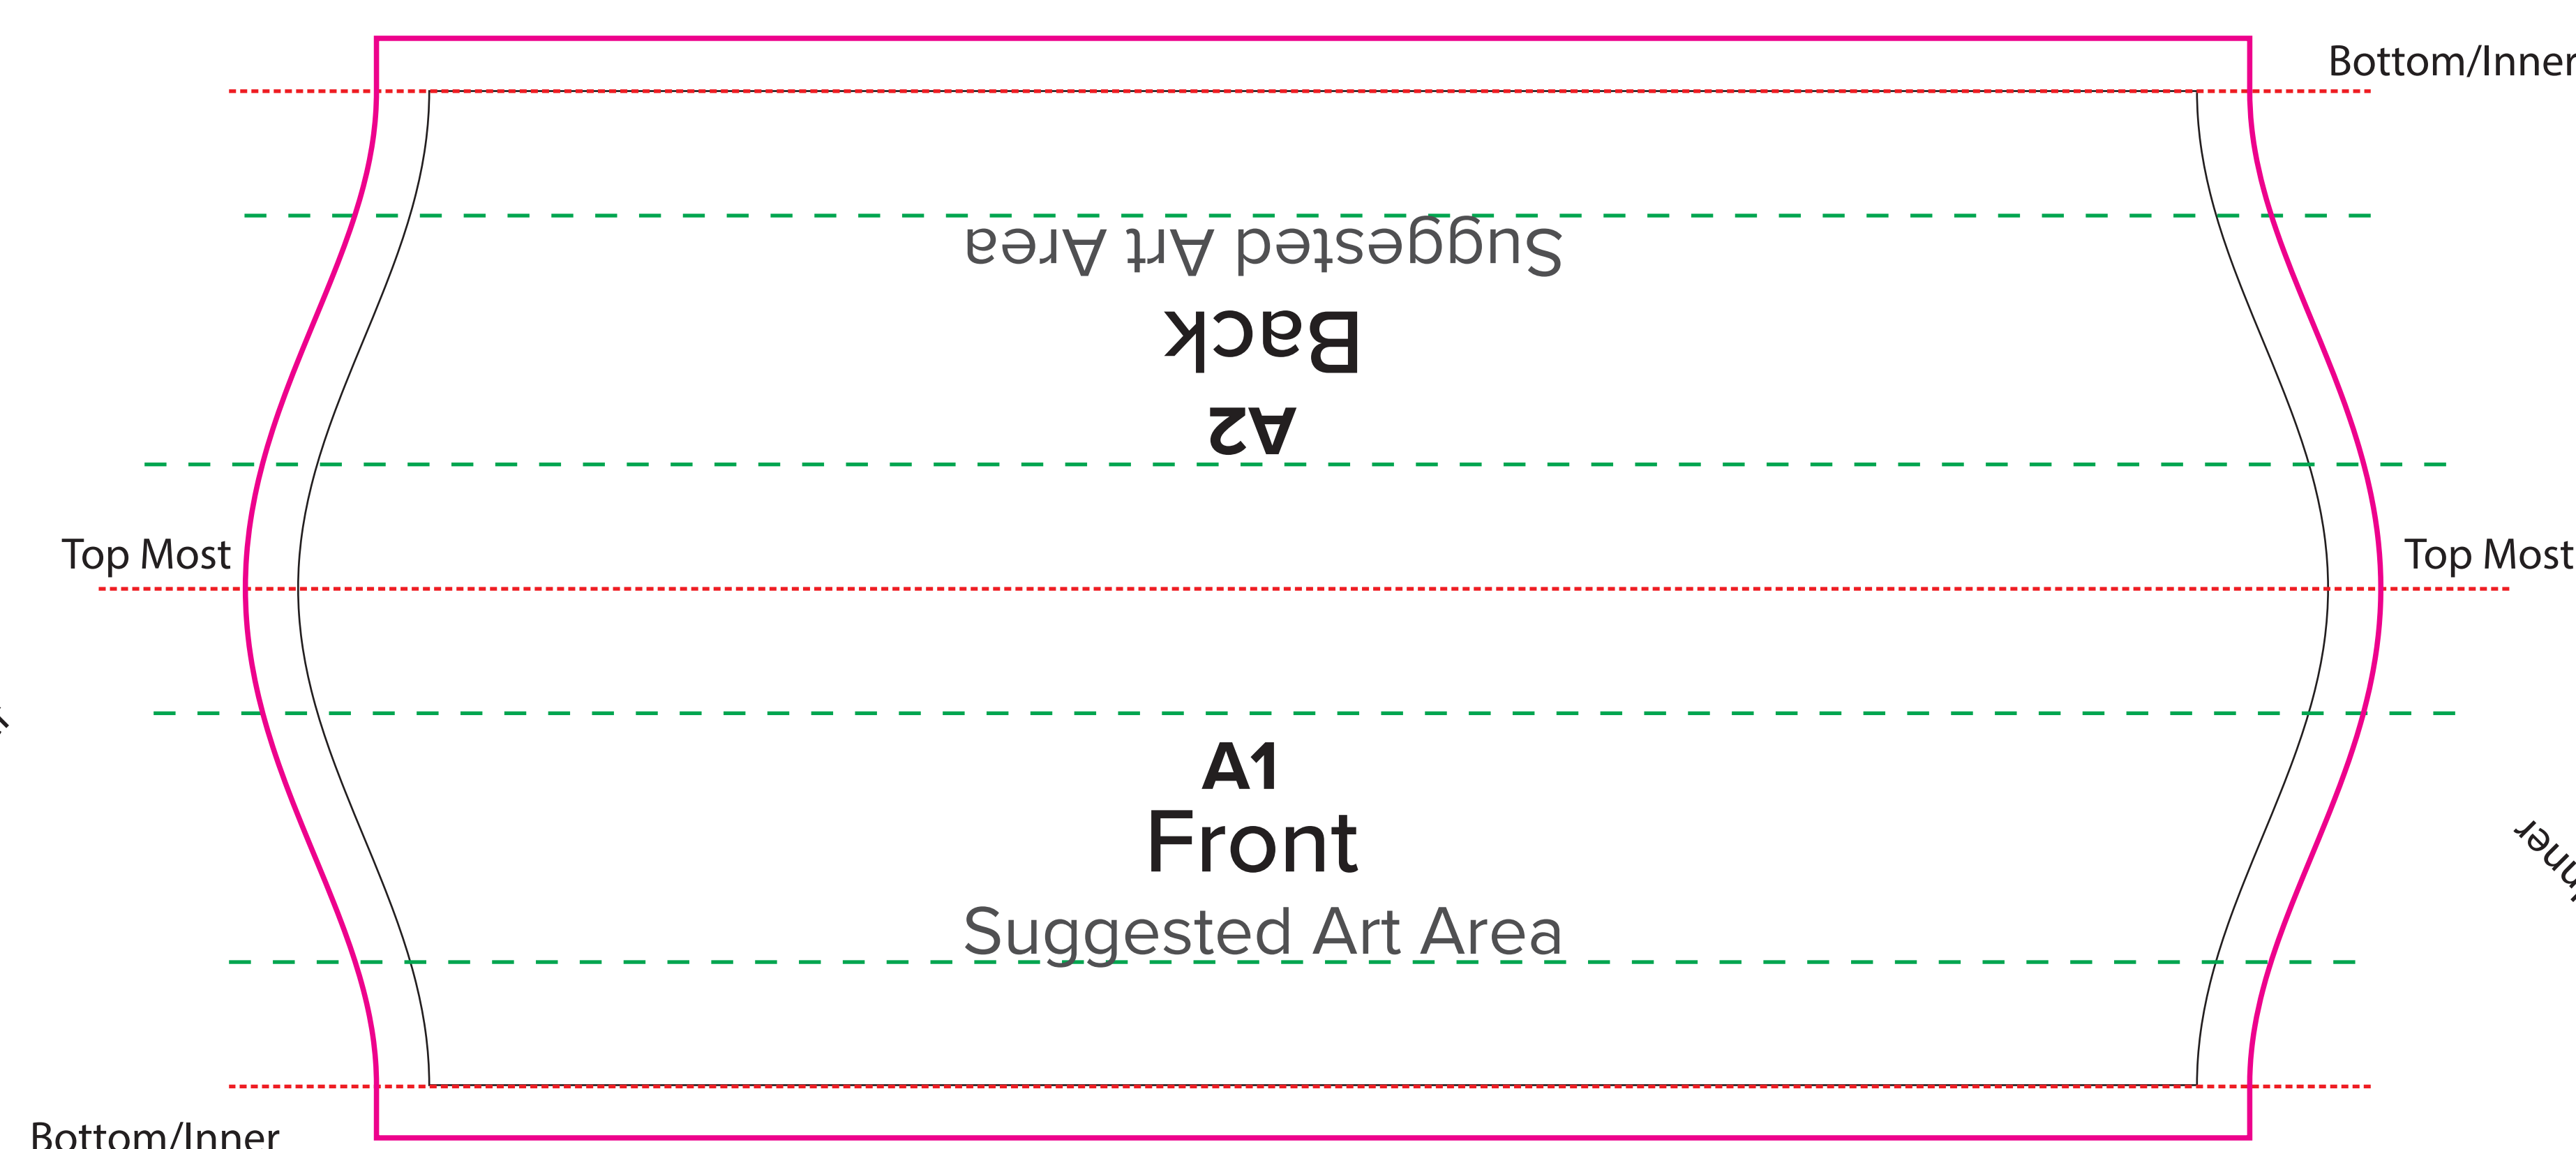 Bottom/Inner
Suggested Art Area
Back
A2
Top Most
Top Most
A1
Front
Suggested Art Area
Bottom/Inner